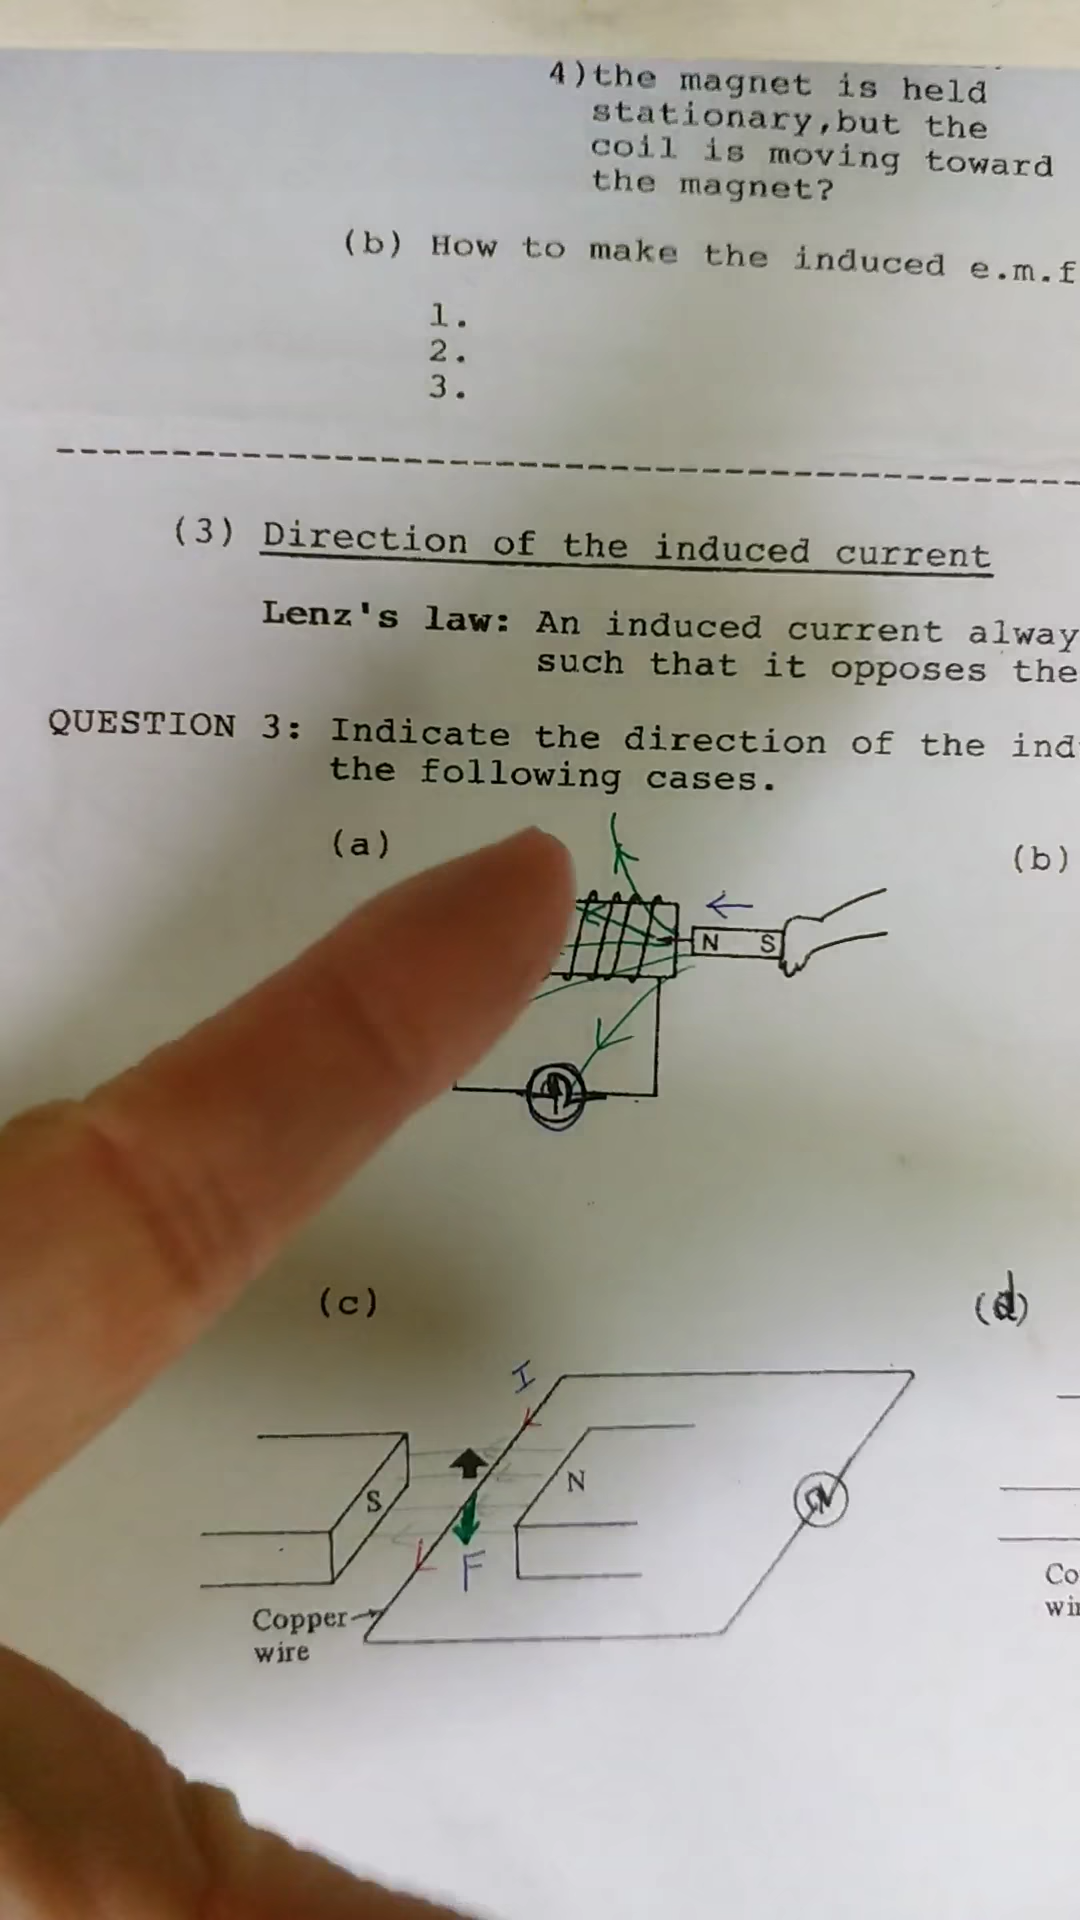 4)the magnet is held
stationary,but the
coil is moving toward
the magnet?
(b) How to make the induced e.m.f
1.
2.
3.
(3) Direction of the induced current
Lenz's law: An induced current alway
such that it opposes the
QUESTION 3: Indicate the direction of the ind
the following cases.
(a)
(b)
N S
(c)
(d)
I
S
N
F
Copper
wire
Co
wir